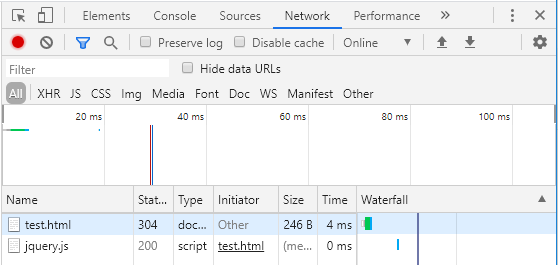 Elements Console Sources Network Performance »
Preserve log Disable cache Online
Filter Hide data URLs
All XHR JS CSS Img Media Font Doc WS Manifest Other
20 ms 40 ms 60 ms 80 ms 100 ms
Name Stat... Type Initiator Size Time Waterfall
test.html 304 doc... Other 246 B 4 ms
jquery.js 200 script test.html (me... 0 ms